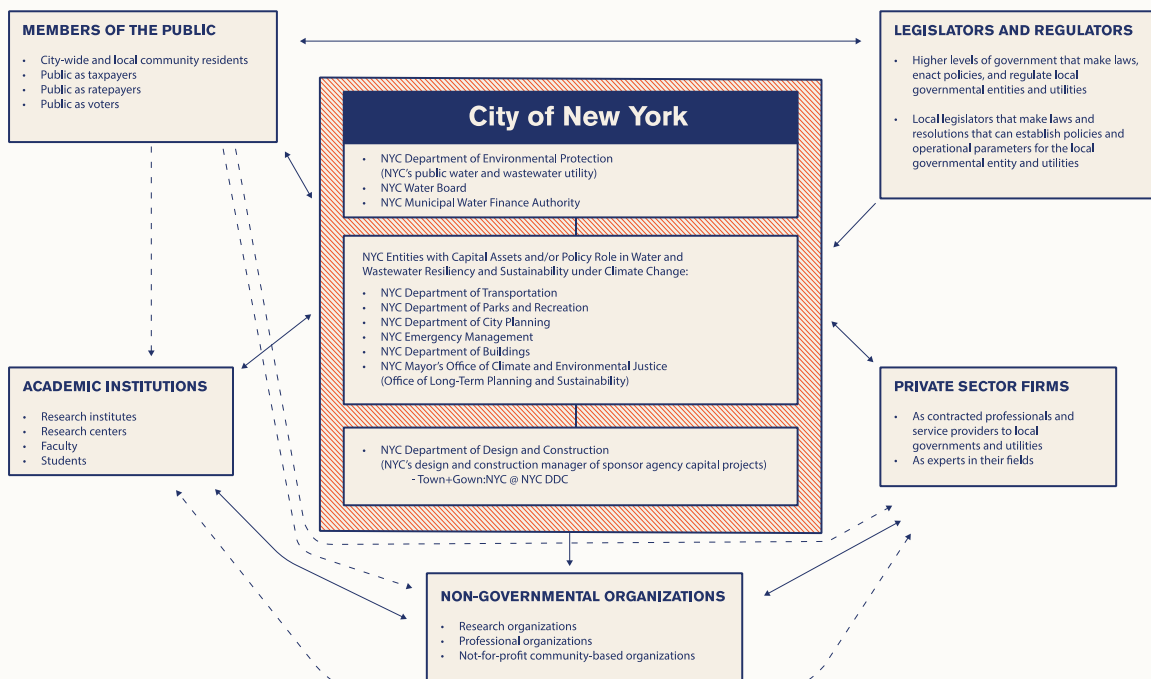 MEMBERS OF THE PUBLIC
• City-wide and local community residents
• Public as taxpayers
• Public as ratepayers
• Public as voters
LEGISLATORS AND REGULATORS
• Higher levels of government that make laws,
enact policies, and regulate local
governmental entities and utilities
• Local legislators that make laws and
resolutions that can establish policies and
operational parameters for the local
governmental entity and utilities
City of New York
• NYC Department of Environmental Protection
(NYC's public water and wastewater utility)
• NYC Water Board
• NYC Municipal Water Finance Authority
NYC Entities with Capital Assets and/or Policy Role in Water and
Wastewater Resiliency and Sustainability under Climate Change:
• NYC Department of Transportation
• NYC Department of Parks and Recreation
• NYC Department of City Planning
• NYC Emergency Management
• NYC Department of Buildings
• NYC Mayor's Office of Climate and Environmental Justice
(Office of Long-Term Planning and Sustainability)
• NYC Department of Design and Construction
(NYC's design and construction manager of sponsor agency capital projects)
- Town+Gown:NYC @ NYC DDC
ACADEMIC INSTITUTIONS
• Research institutes
• Research centers
• Faculty
• Students
PRIVATE SECTOR FIRMS
• As contracted professionals and
service providers to local
governments and utilities
• As experts in their fields
NON-GOVERNMENTAL ORGANIZATIONS
• Research organizations
• Professional organizations
• Not-for-profit community-based organizations